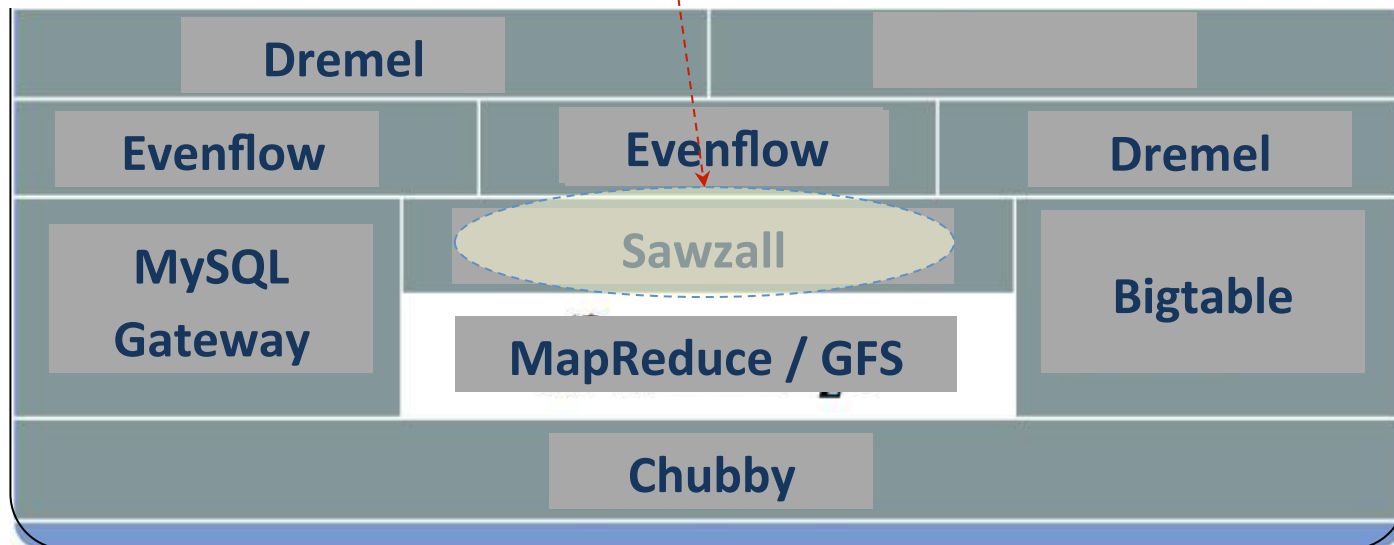 Dremel
Evenflow
Evenflow
Dremel
MySQL
Gateway
Sawzall
Bigtable
MapReduce / GFS
Chubby